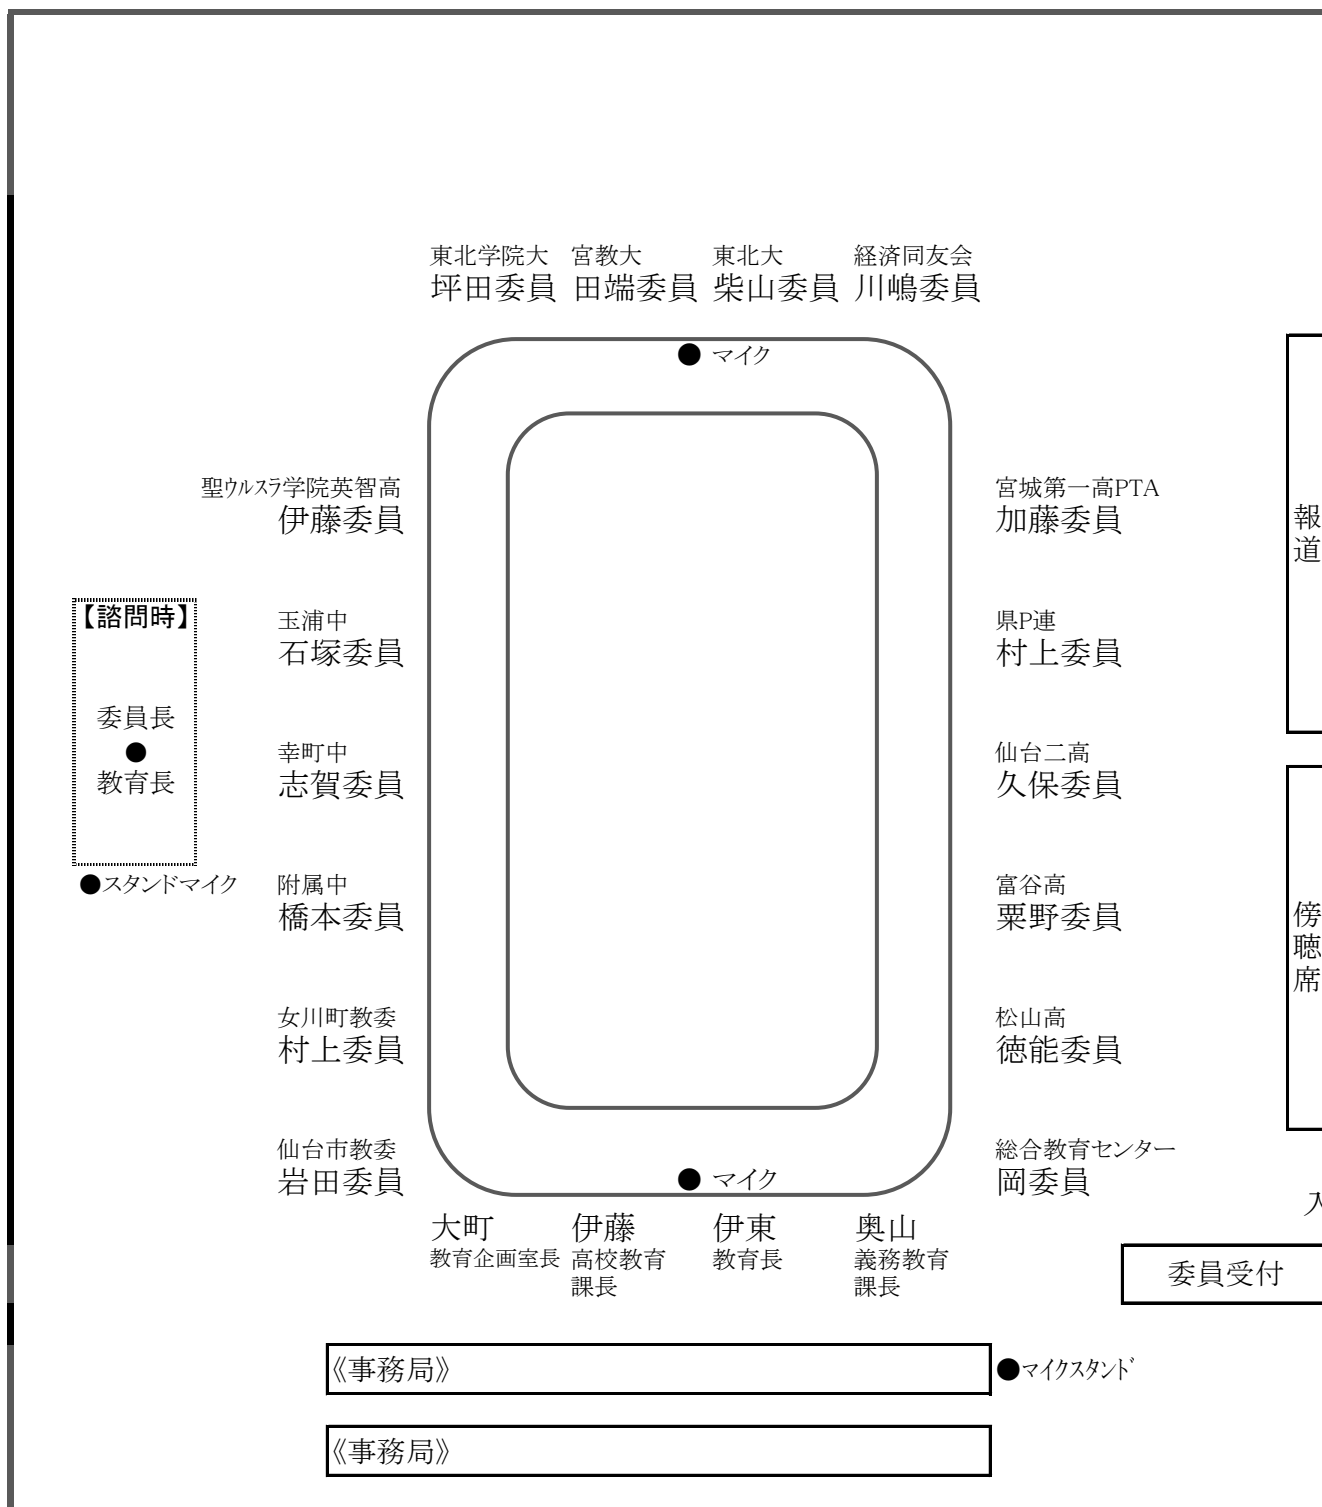 東北学院大 宮教大 東北大 経済同友会
坪田委員 田端委員 柴山委員 川嶋委員
● マイク
聖ウルスラ学院英智高
伊藤委員
宮城第一高PTA
加藤委員
報道
【諮問時】
委員長
●
教育長
●スタンドマイク
玉浦中
石塚委員
県P連
村上委員
幸町中
志賀委員
仙台二高
久保委員
附属中
橋本委員
富谷高
粟野委員
傍聴席
女川町教委
村上委員
松山高
徳能委員
仙台市教委
岩田委員
総合教育センター
岡委員
● マイク
入
大町 伊藤 伊東 奥山
教育企画室長 高校教育課長 教育長 義務教育課長
委員受付
《事務局》
●マイクスタンド
《事務局》